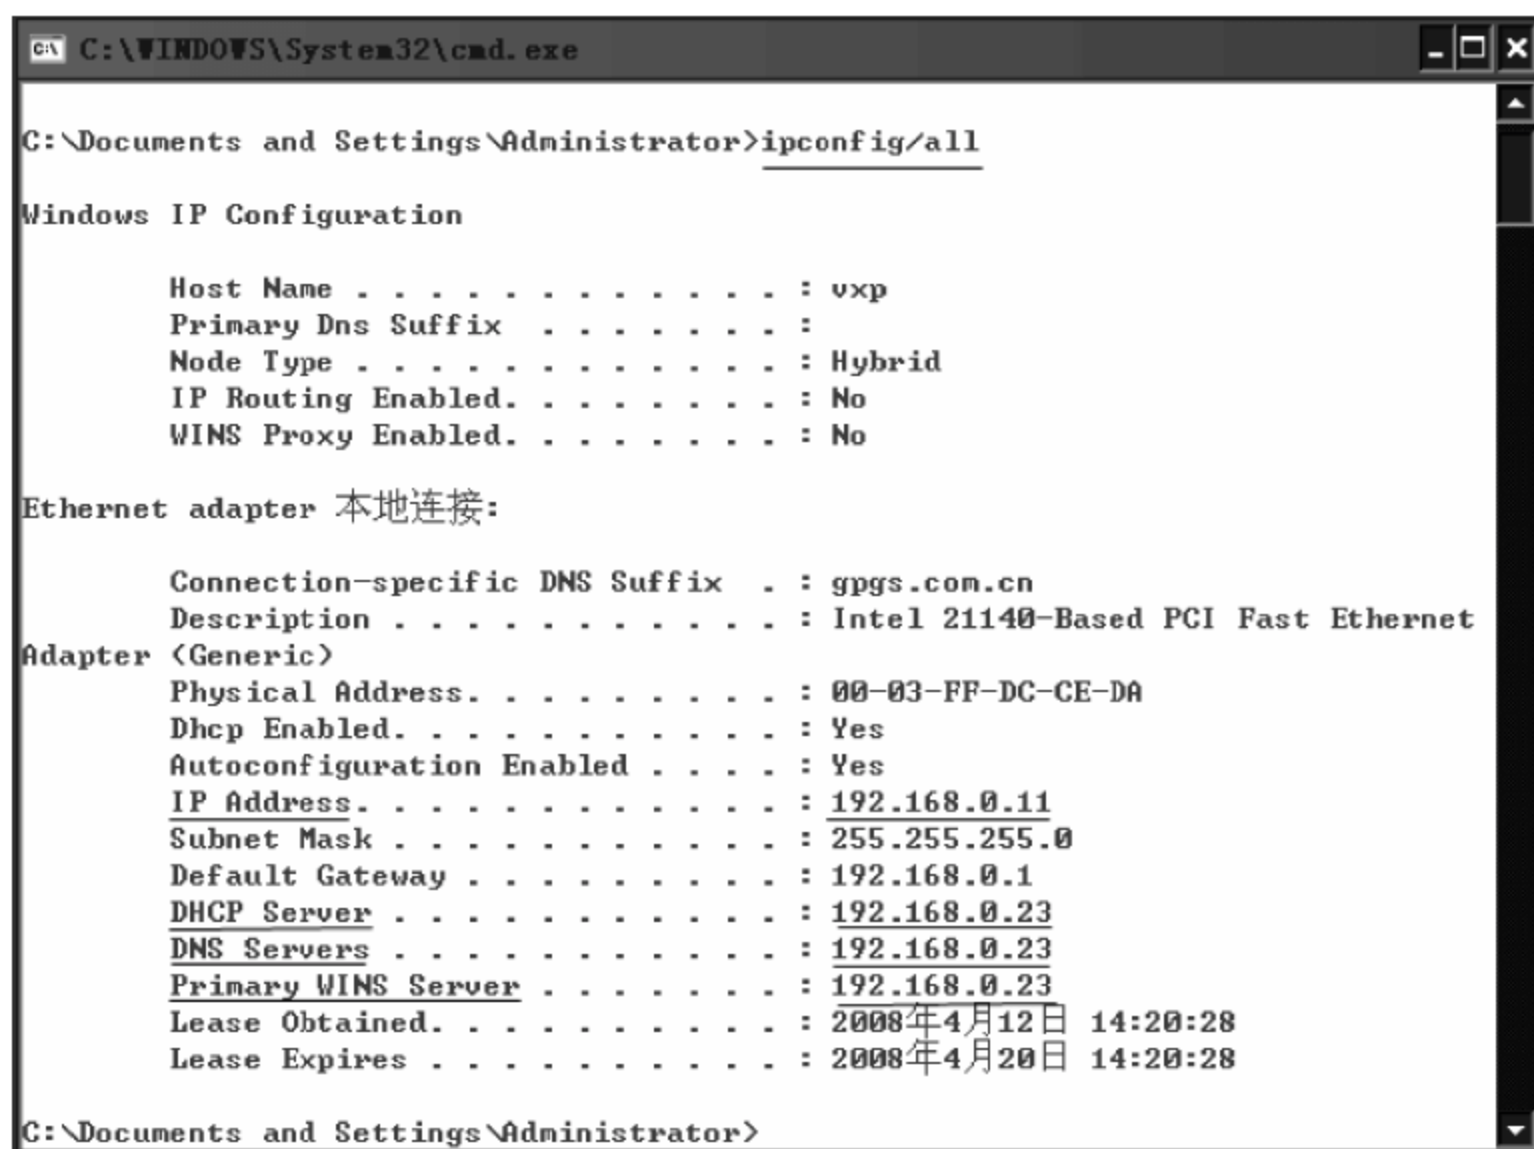 C:\WINDOWS\System32\cmd.exe
C:\Documents and Settings\Administrator>ipconfig/all
Windows IP Configuration
Host Name . . . . . . . . . . . . : vxp
Primary Dns Suffix  . . . . . . . :
Node Type . . . . . . . . . . . . : Hybrid
IP Routing Enabled. . . . . . . . : No
WINS Proxy Enabled. . . . . . . . : No
Ethernet adapter 本地连接:
Connection-specific DNS Suffix  . : gpgs.com.cn
Description . . . . . . . . . . . : Intel 21140-Based PCI Fast Ethernet
Adapter (Generic)
Physical Address. . . . . . . . . : 00-03-FF-DC-CE-DA
Dhcp Enabled. . . . . . . . . . . : Yes
Autoconfiguration Enabled . . . . : Yes
IP Address. . . . . . . . . . . . : 192.168.0.11
Subnet Mask . . . . . . . . . . . : 255.255.255.0
Default Gateway . . . . . . . . . : 192.168.0.1
DHCP Server . . . . . . . . . . . : 192.168.0.23
DNS Servers . . . . . . . . . . . : 192.168.0.23
Primary WINS Server . . . . . . . : 192.168.0.23
Lease Obtained. . . . . . . . . . : 2008年4月12日 14:20:28
Lease Expires . . . . . . . . . . : 2008年4月20日 14:20:28
C:\Documents and Settings\Administrator>